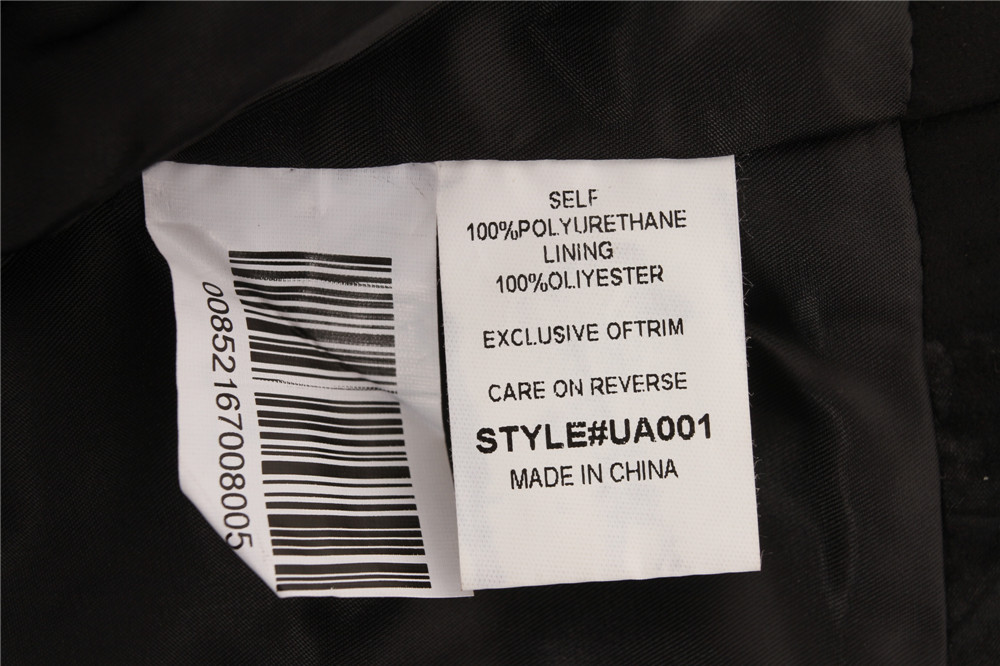 00852167008005
SELF
100%POLYURETHANE
LINING
100%OLIYESTER
EXCLUSIVE OFTRIM
CARE ON REVERSE
STYLE#UA001
MADE IN CHINA